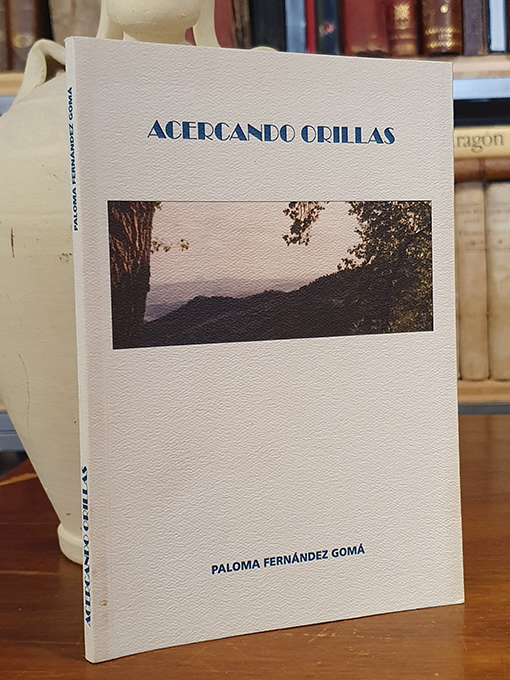 ACERCANDO ORILLAS
PALOMA FERNÁNDEZ GOMÁ
PALOMA FERNÁNDEZ GOMÁ
ACERCANDO ORILLAS
ragón